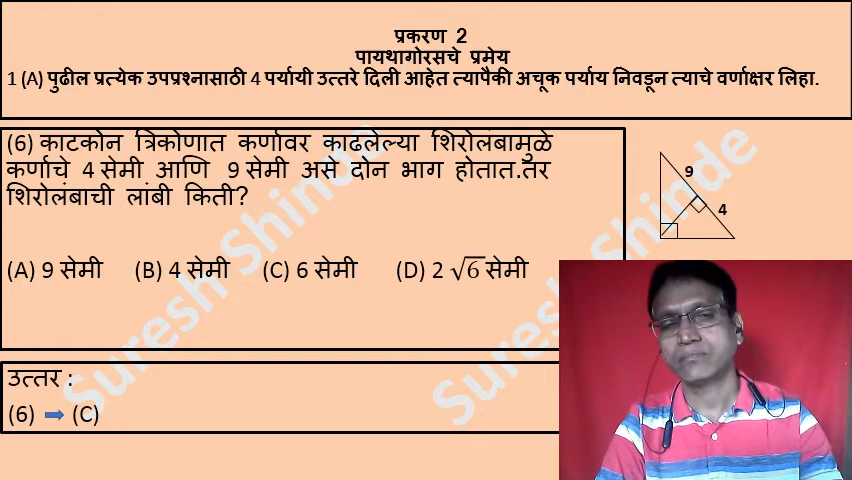 प्रकरण 2
पायथागोरसचे प्रमेय
1 (A) पुढील प्रत्येक उपप्रश्नासाठी 4 पर्यायी उत्तरे दिली आहेत त्यापैकी अचूक पर्याय निवडून त्याचे वर्णाक्षर लिहा.
(6) काटकोन त्रिकोणात कर्णावर काढलेल्या शिरोलंबामुळे
कर्णाचे 4 सेमी आणि 9 सेमी असे दोन भाग होतात.तर
शिरोलंबाची लांबी किती?
(A) 9 सेमी (B) 4 सेमी (C) 6 सेमी (D) 2 √6 सेमी
9
4
उत्तर :
(6) ➡ (C)
Suresh Shinde
Suresh Shinde